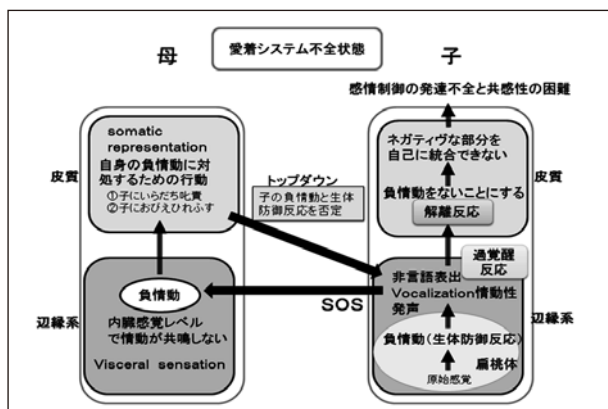 愛着システム不全状態
母
子
感情制御の発達不全と共感性の困難
皮質
somatic
representation
自身の負情動に対
処するための行動
①子にいらだち叱責
②子におびえひれふす
トップダウン
子の負情動と生体
防御反応を否定
ネガティヴな部分を
自己に統合できない
負情動をないことにする
解離反応
皮質
過覚醒
反応
辺縁系
負情動
内臓感覚レベル
で情動が共鳴しない
Visceral sensation
SOS
非言語表出
Vocalization情動性
発声
負情動(生体防御反応)
扁桃体
原始感覚
辺縁系